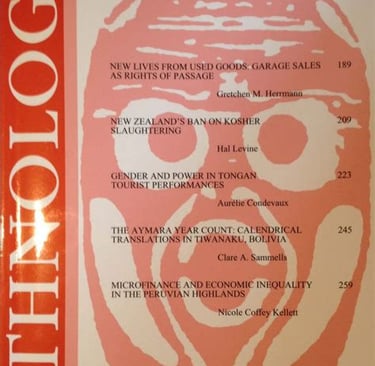 THNOLOG
NEW LIVES FROM USED GOODS: GARAGE SALES 189
AS RIGHTS OF PASSAGE
Gretchen M. Herrmann
NEW ZEALAND'S BAN ON KOSHER 209
SLAUGHTERING
Hal Levine
GENDER AND POWER IN TONGAN 223
TOURIST PERFORMANCES
Aurélie Condevaux
THE AYMARA YEAR COUNT: CALENDRICAL 245
TRANSLATIONS IN TIWANAKU, BOLIVIA
Clare A. Sammells
MICROFINANCE AND ECONOMIC INEQUALITY 259
IN THE PERUVIAN HIGHLANDS
Nicole Coffey Kellett